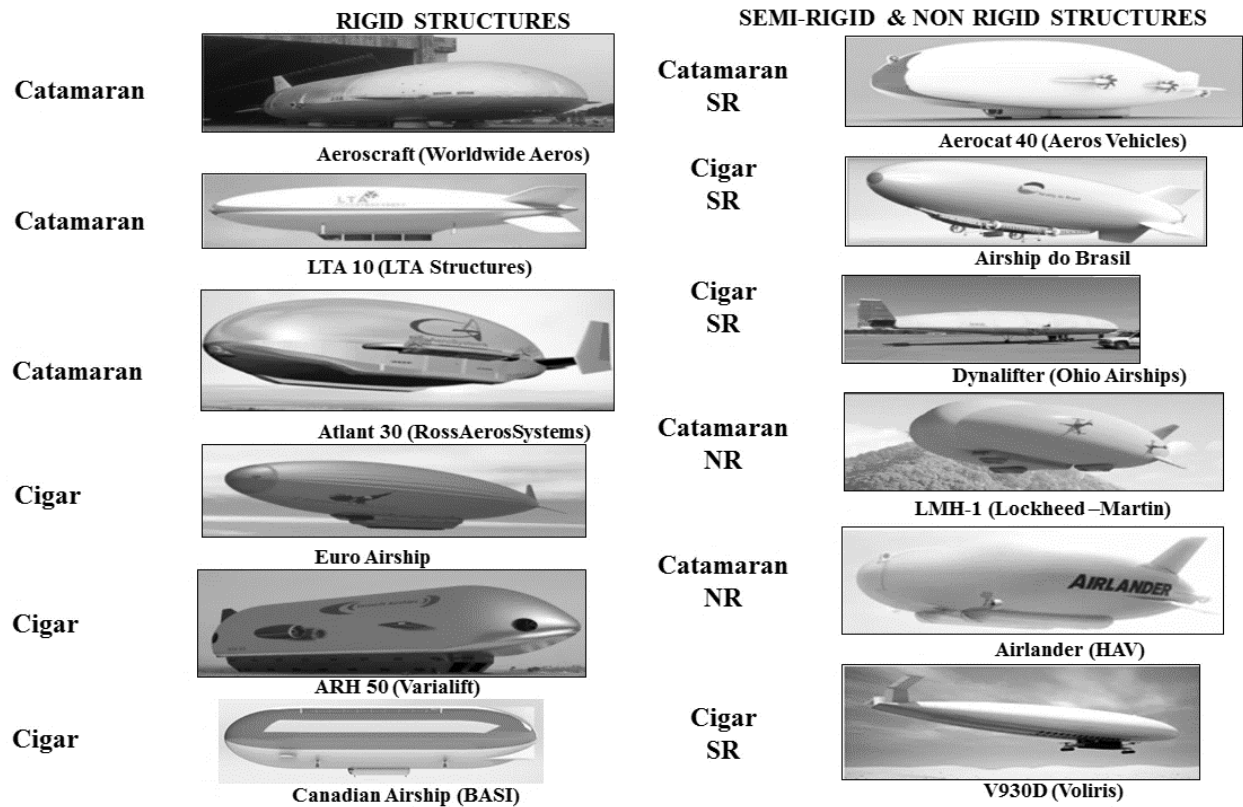 RIGID STRUCTURES
Catamaran
Aeroscraft (Worldwide Aeros)
Catamaran
LTA
LTA 10 (LTA Structures)
Catamaran
Atlant 30 (RossAerosSystems)
Cigar
Euro Airship
Cigar
ARH 50 (Varialift)
Cigar
Canadian Airship (BASI)
SEMI-RIGID & NON RIGID STRUCTURES
Catamaran
SR
Aerocat 40 (Aeros Vehicles)
Cigar
SR
Airship do Brasil
Cigar
SR
Dynalifter (Ohio Airships)
Catamaran
NR
LMH-1 (Lockheed –Martin)
Catamaran
NR
AIRLANDER
Airlander (HAV)
Cigar
SR
V930D (Voliris)